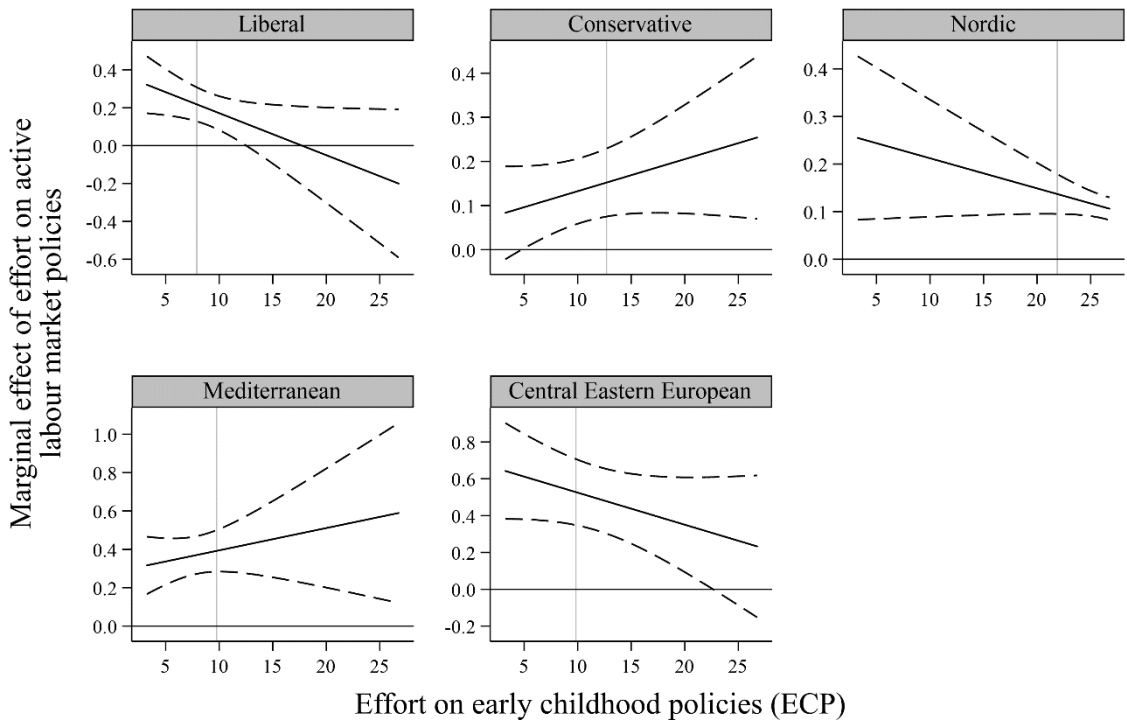 Marginal effect of effort on active
labour market policies
Liberal
0.4
0.2
0.0
-0.2
-0.4
-0.6
5 10 15 20 25
Conservative
0.4
0.3
0.2
0.1
0.0
5 10 15 20 25
Nordic
0.4
0.3
0.2
0.1
0.0
5 10 15 20 25
Mediterranean
1.0
0.8
0.6
0.4
0.2
0.0
5 10 15 20 25
Central Eastern European
0.8
0.6
0.4
0.2
0.0
-0.2
5 10 15 20 25
Effort on early childhood policies (ECP)